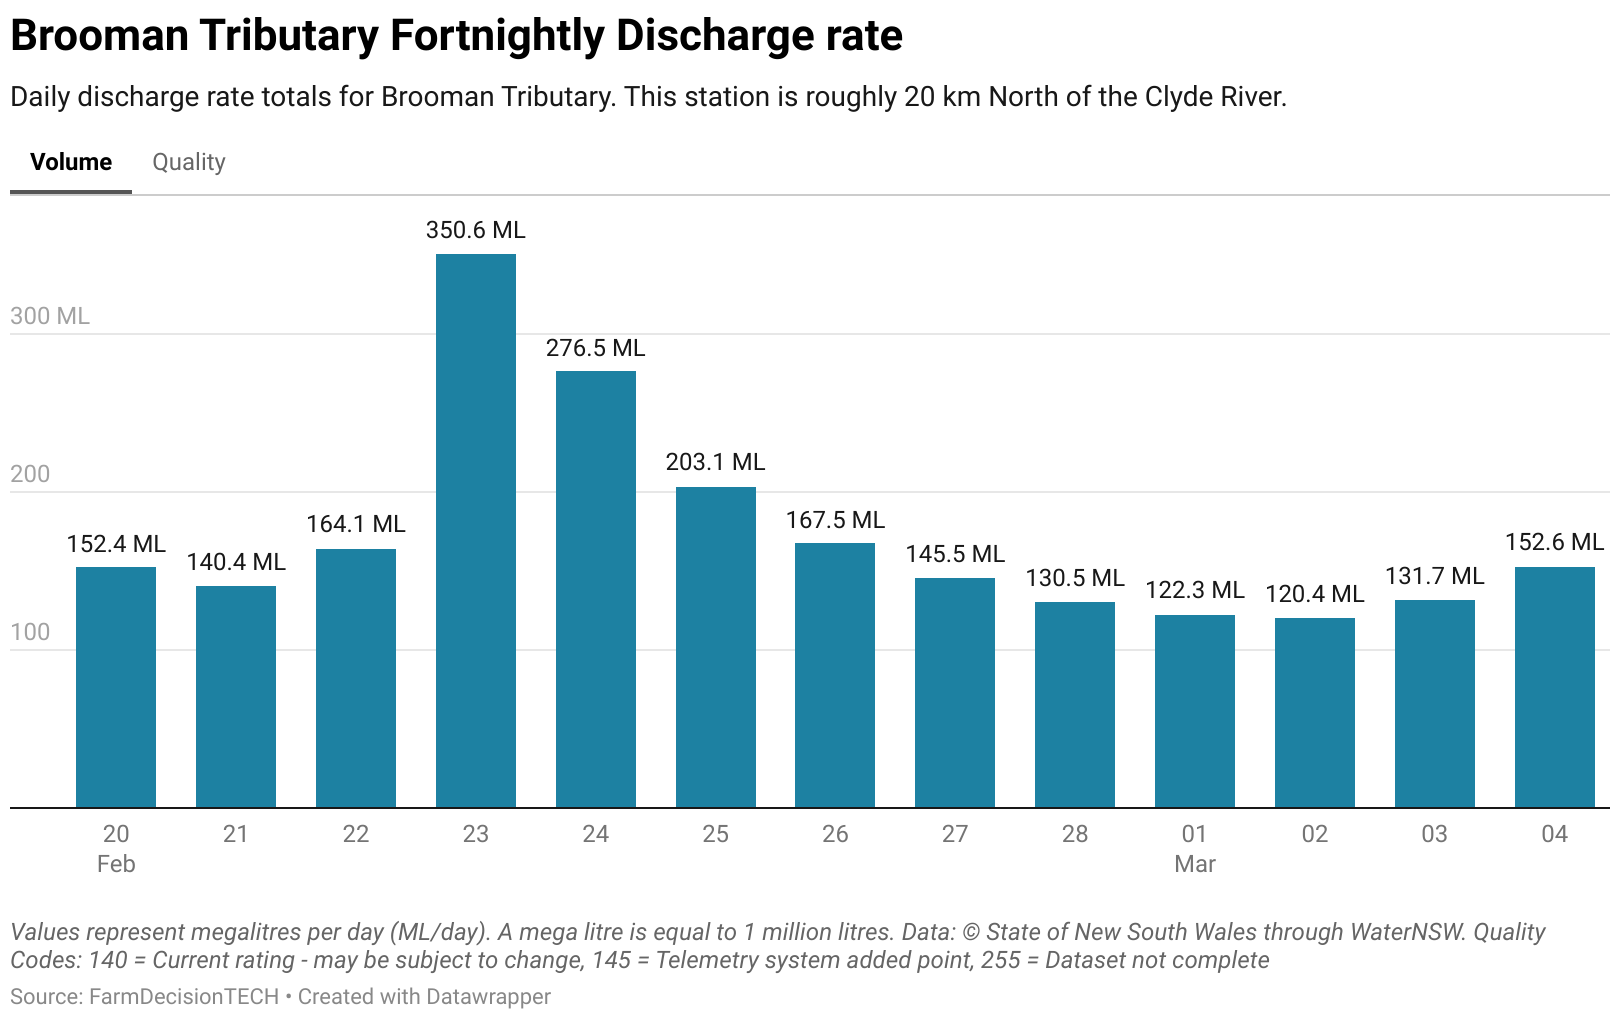 Brooman Tributary Fortnightly Discharge rate
Daily discharge rate totals for Brooman Tributary. This station is roughly 20 km North of the Clyde River.
Volume Quality
350.6 ML
300 ML
276.5 ML
203.1 ML
200
167.5 ML
164.1 ML
152.6 ML
152.4 ML
145.5 ML
140.4 ML
131.7 ML
130.5 ML
122.3 ML
120.4 ML
100
20 21 22 23 24 25 26 27 28 01 02 03 04
Feb Mar
Values represent megalitres per day (ML/day). A mega litre is equal to 1 million litres. Data: © State of New South Wales through WaterNSW. Quality
Codes: 140 = Current rating - may be subject to change, 145 = Telemetry system added point, 255 = Dataset not complete
Source: FarmDecisionTECH • Created with Datawrapper